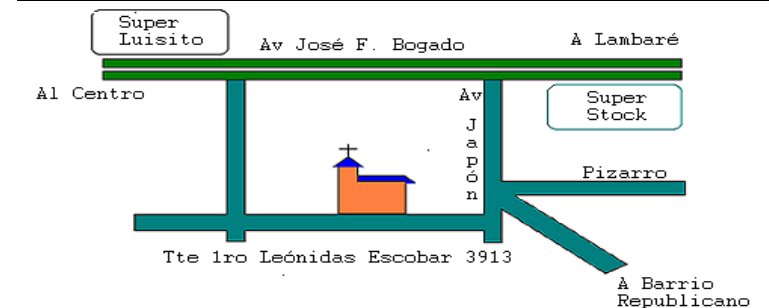 Super
Luisito
Av José F. Bogado
A Lambaré
Al Centro
Av
Japón
Super
Stock
Pizarro
Tte 1ro Leónidas Escobar 3913
A Barrio
Republicano